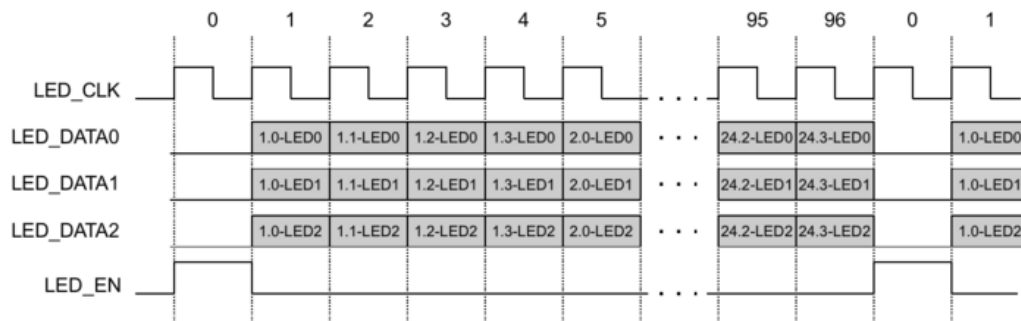 0 1 2 3 4 5 95 96 0 1
LED_CLK . . .
LED_DATA0 1.0-LED0 1.1-LED0 1.2-LED0 1.3-LED0 2.0-LED0 . . . 24.2-LED0 24.3-LED0 1.0-LED0
LED_DATA1 1.0-LED1 1.1-LED1 1.2-LED1 1.3-LED1 2.0-LED1 . . . 24.2-LED1 24.3-LED1 1.0-LED1
LED_DATA2 1.0-LED2 1.1-LED2 1.2-LED2 1.3-LED2 2.0-LED2 . . . 24.2-LED2 24.3-LED2 1.0-LED2
LED_EN . . .